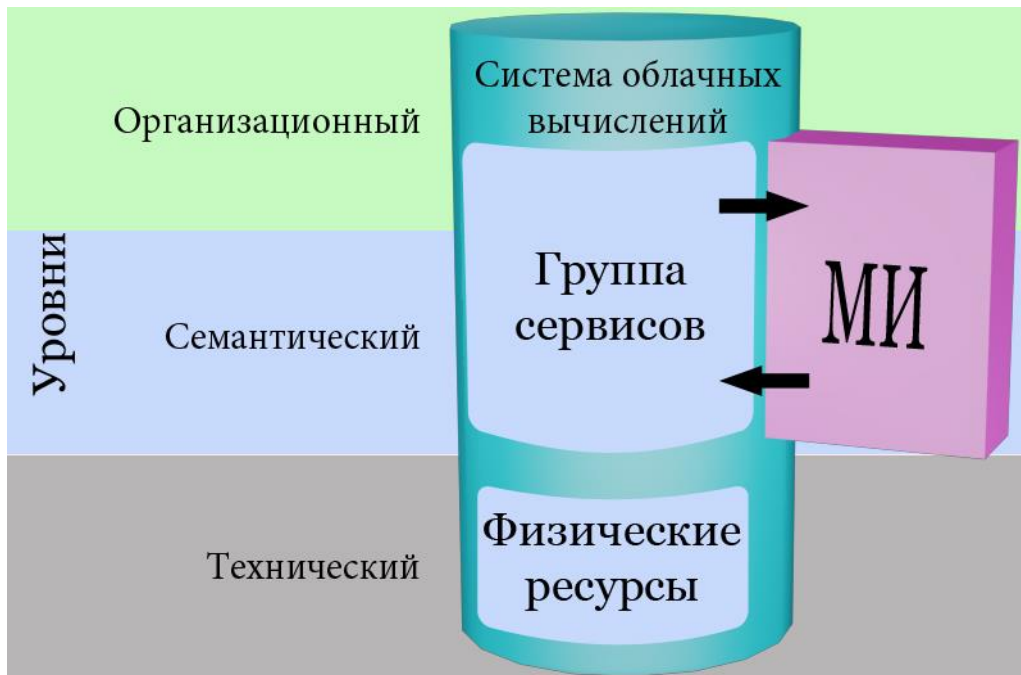 Система облачных
вычислений
Организационный
Группа
сервисов
МИ
Уровни
Семантический
Физические
ресурсы
Технический